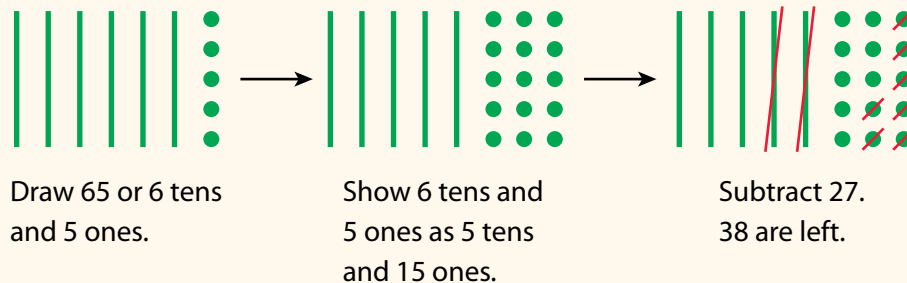 Draw 65 or 6 tens
and 5 ones.
Show 6 tens and
5 ones as 5 tens
and 15 ones.
Subtract 27.
38 are left.